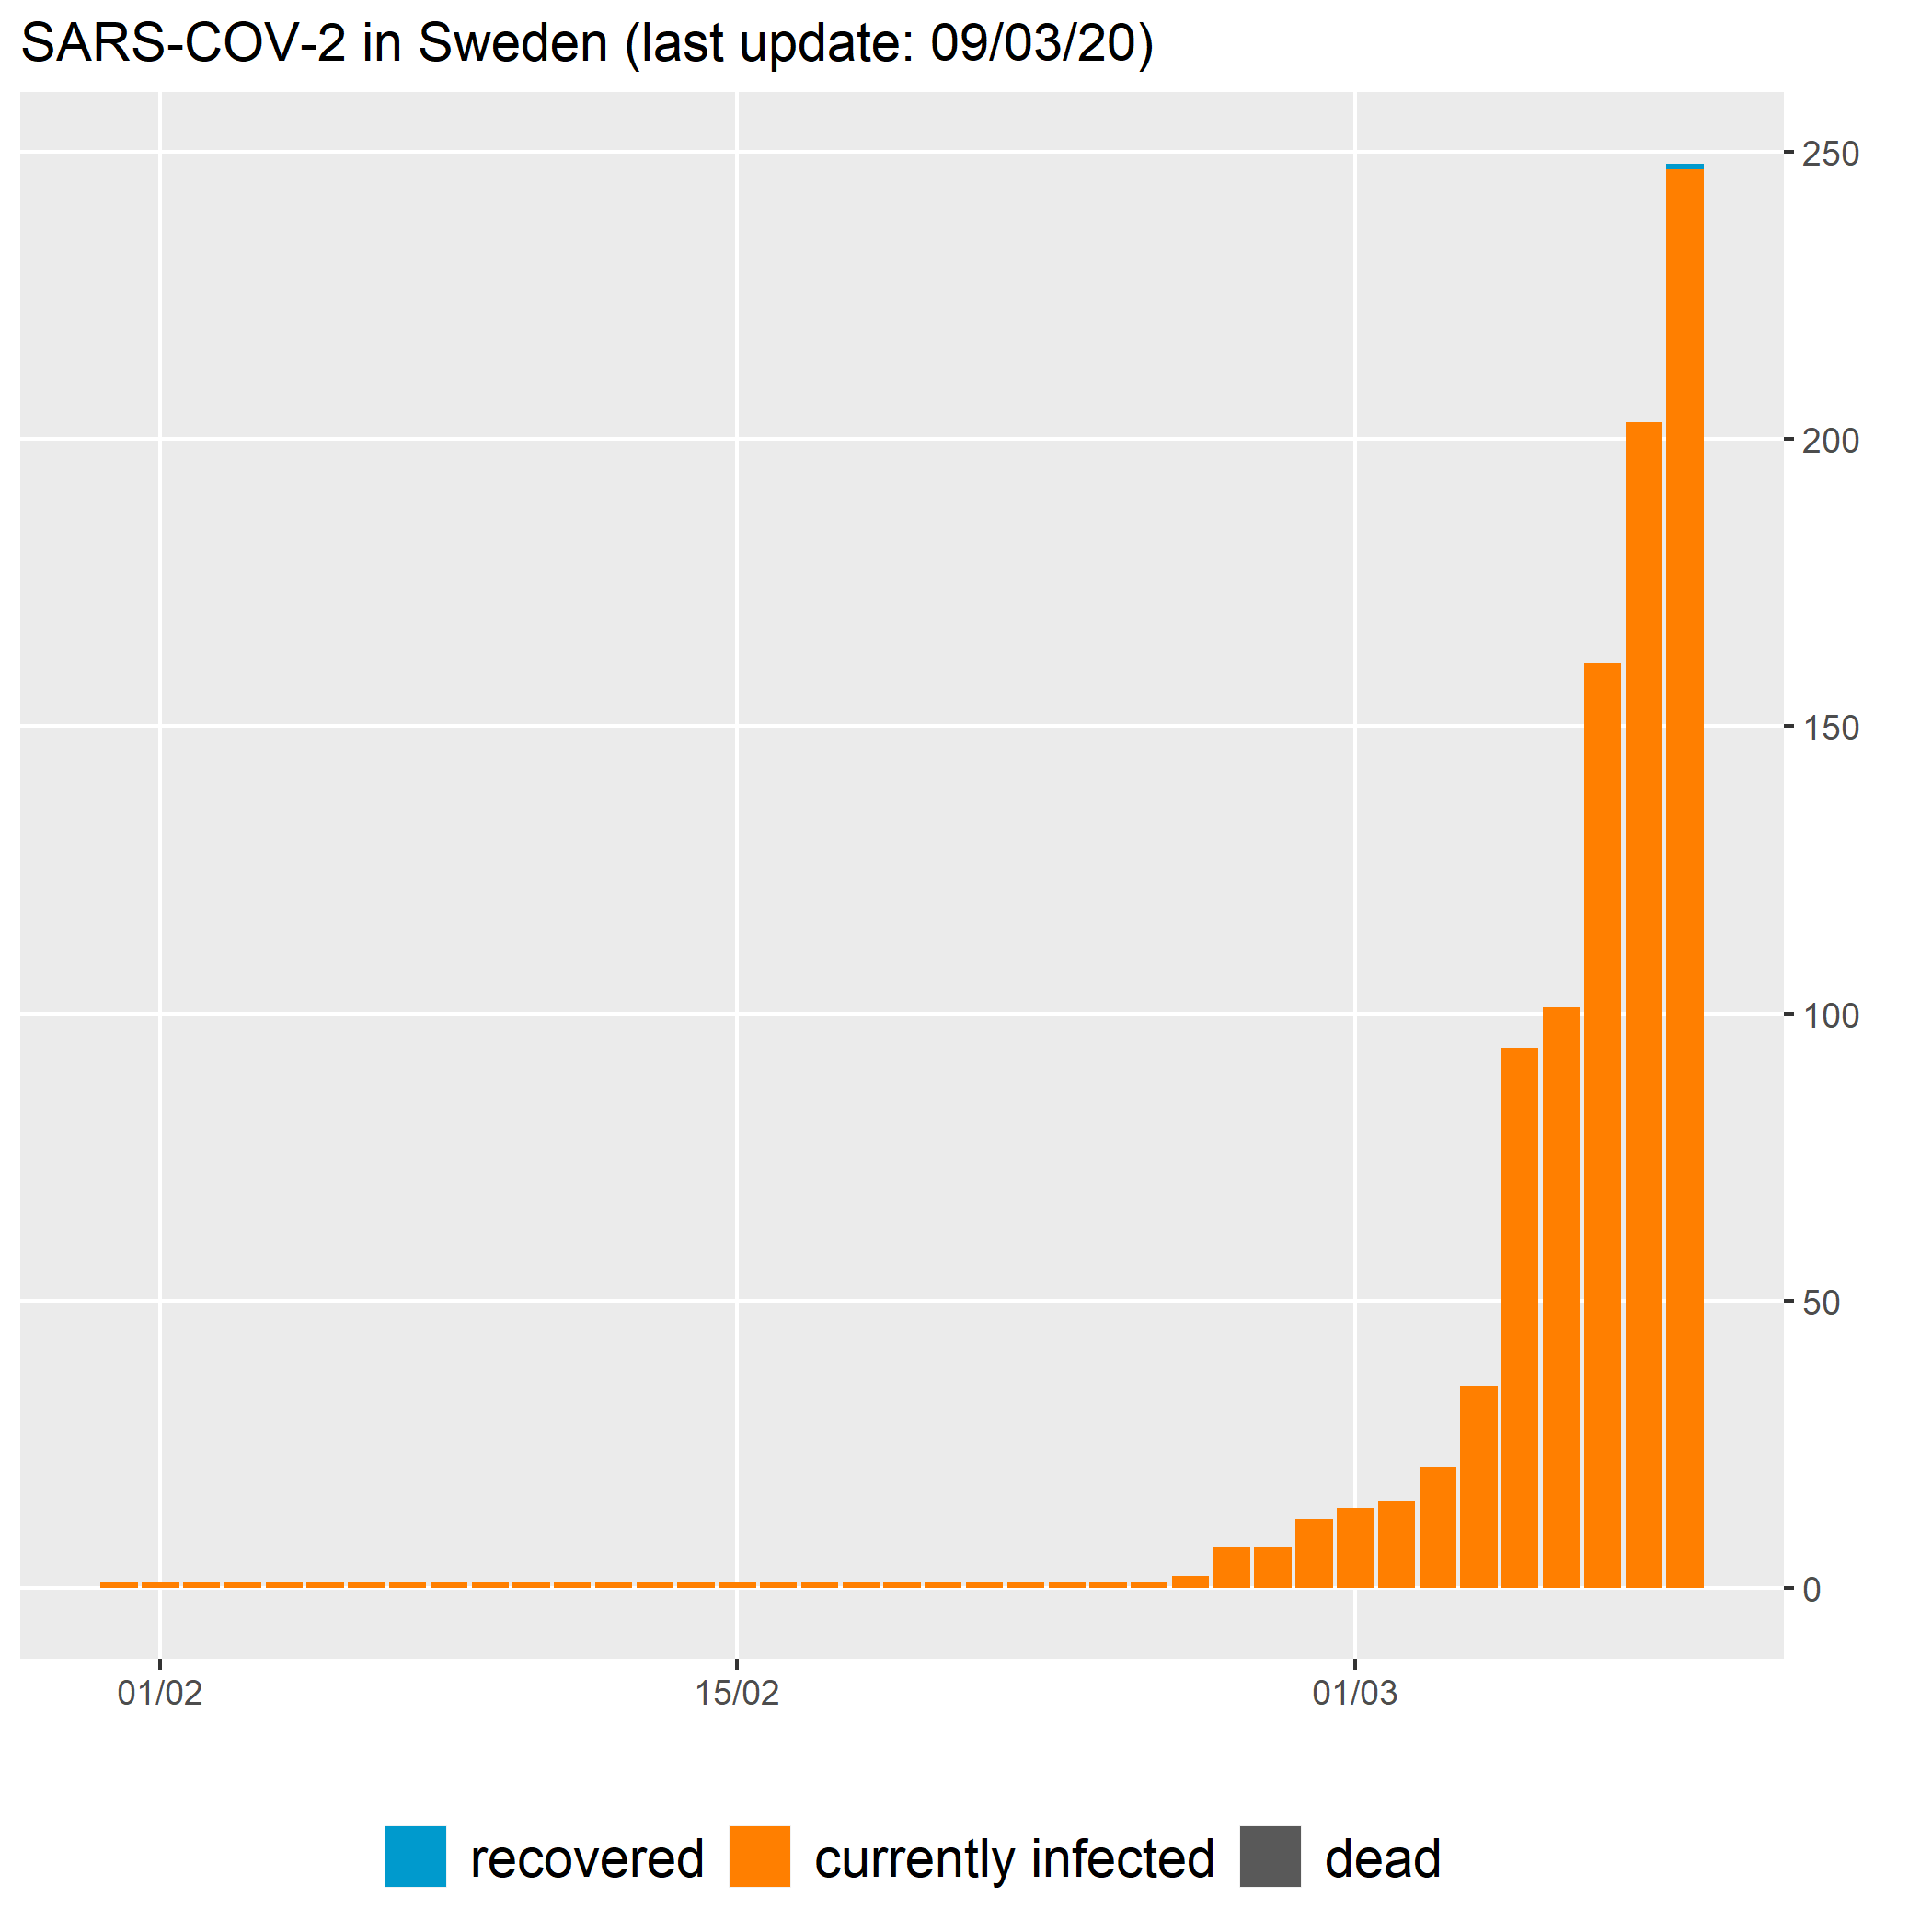 SARS-COV-2 in Sweden (last update: 09/03/20)
250
200
150
100
50
0
01/02 15/02 01/03
recovered currently infected dead